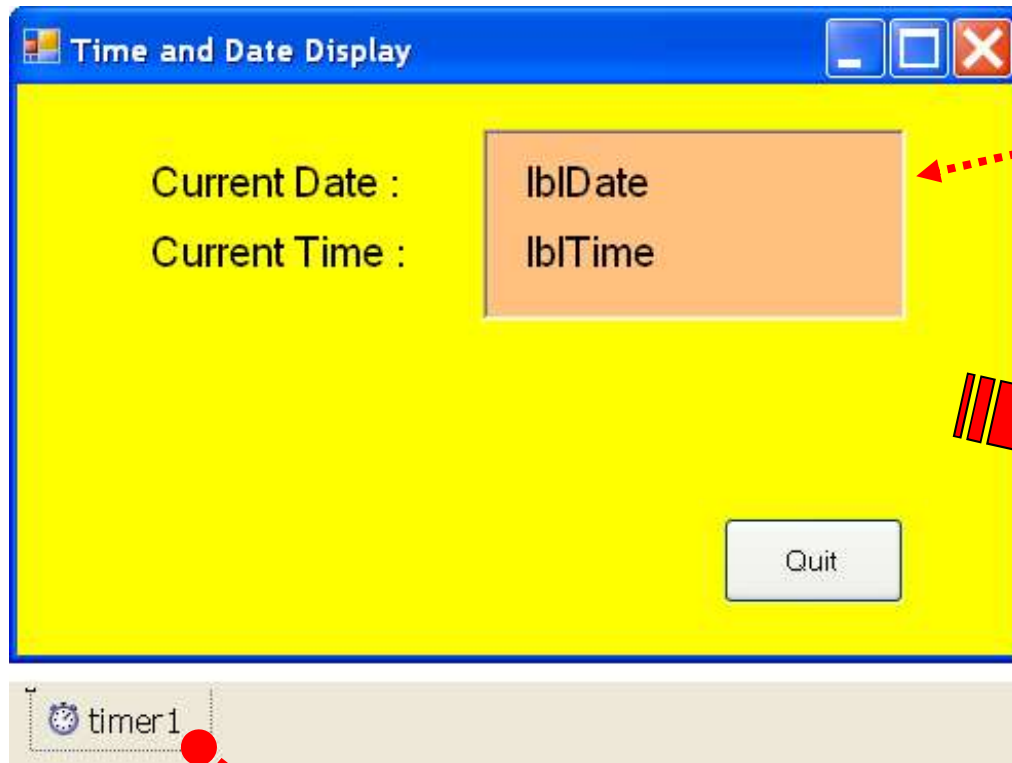 Time and Date Display
Current Date : lblDate
Current Time : lblTime
Quit
timer1